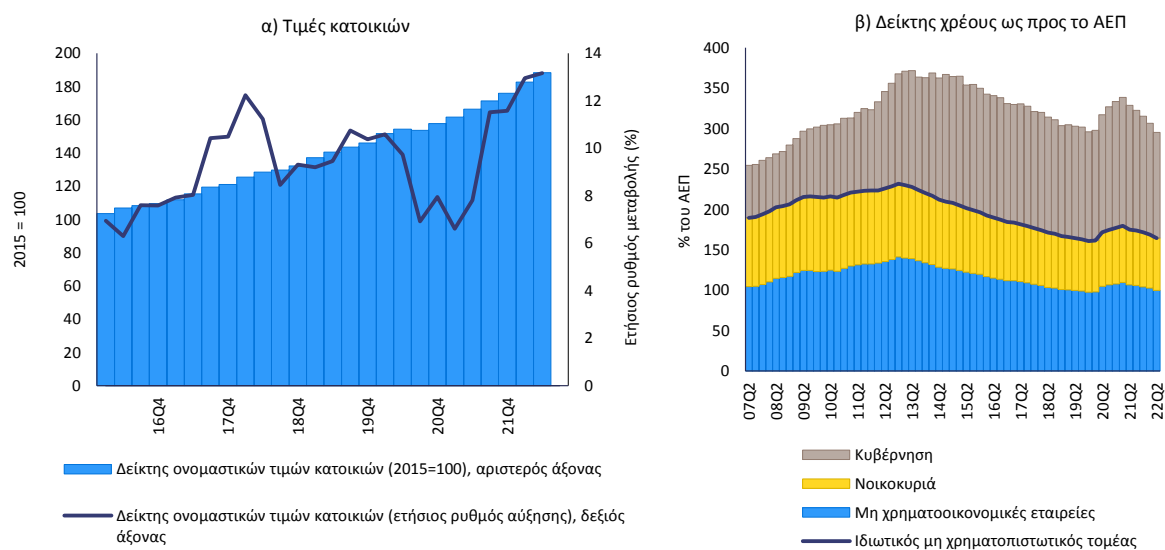 α) Τιμές κατοικιών
200
180
160
140
120
100
80
60
40
20
0
2015 = 100
14
12
10
8
6
4
2
0
Ετήσιος ρυθμός μεταβολής (%)
16Q4
17Q4
18Q4
19Q4
20Q4
21Q4
Δείκτης ονομαστικών τιμών κατοικιών (2015=100), αριστερός άξονας
Δείκτης ονομαστικών τιμών κατοικιών (ετήσιος ρυθμός αύξησης), δεξιός
άξονας
β) Δείκτης χρέους ως προς το ΑΕΠ
400
350
300
250
200
150
100
50
0
% του ΑΕΠ
07Q2
08Q2
09Q2
10Q2
11Q2
12Q2
13Q2
14Q2
15Q2
16Q2
17Q2
18Q2
19Q2
20Q2
21Q2
22Q2
Κυβέρνηση
Νοικοκυριά
Μη χρηματοοικονομικές εταιρείες
Ιδιωτικός μη χρηματοπιστωτικός τομέας